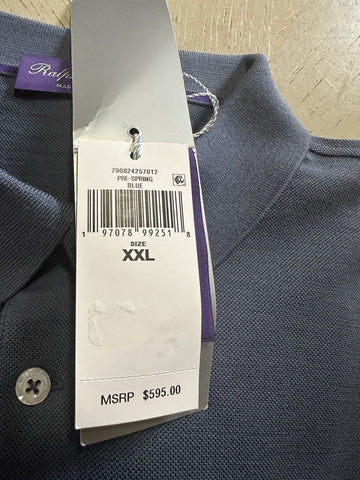 Ralph
MAD
790824257012
PRE-SPRING
BLUE
1 97078 99251 8
SIZE
XXL
MSRP $595.00